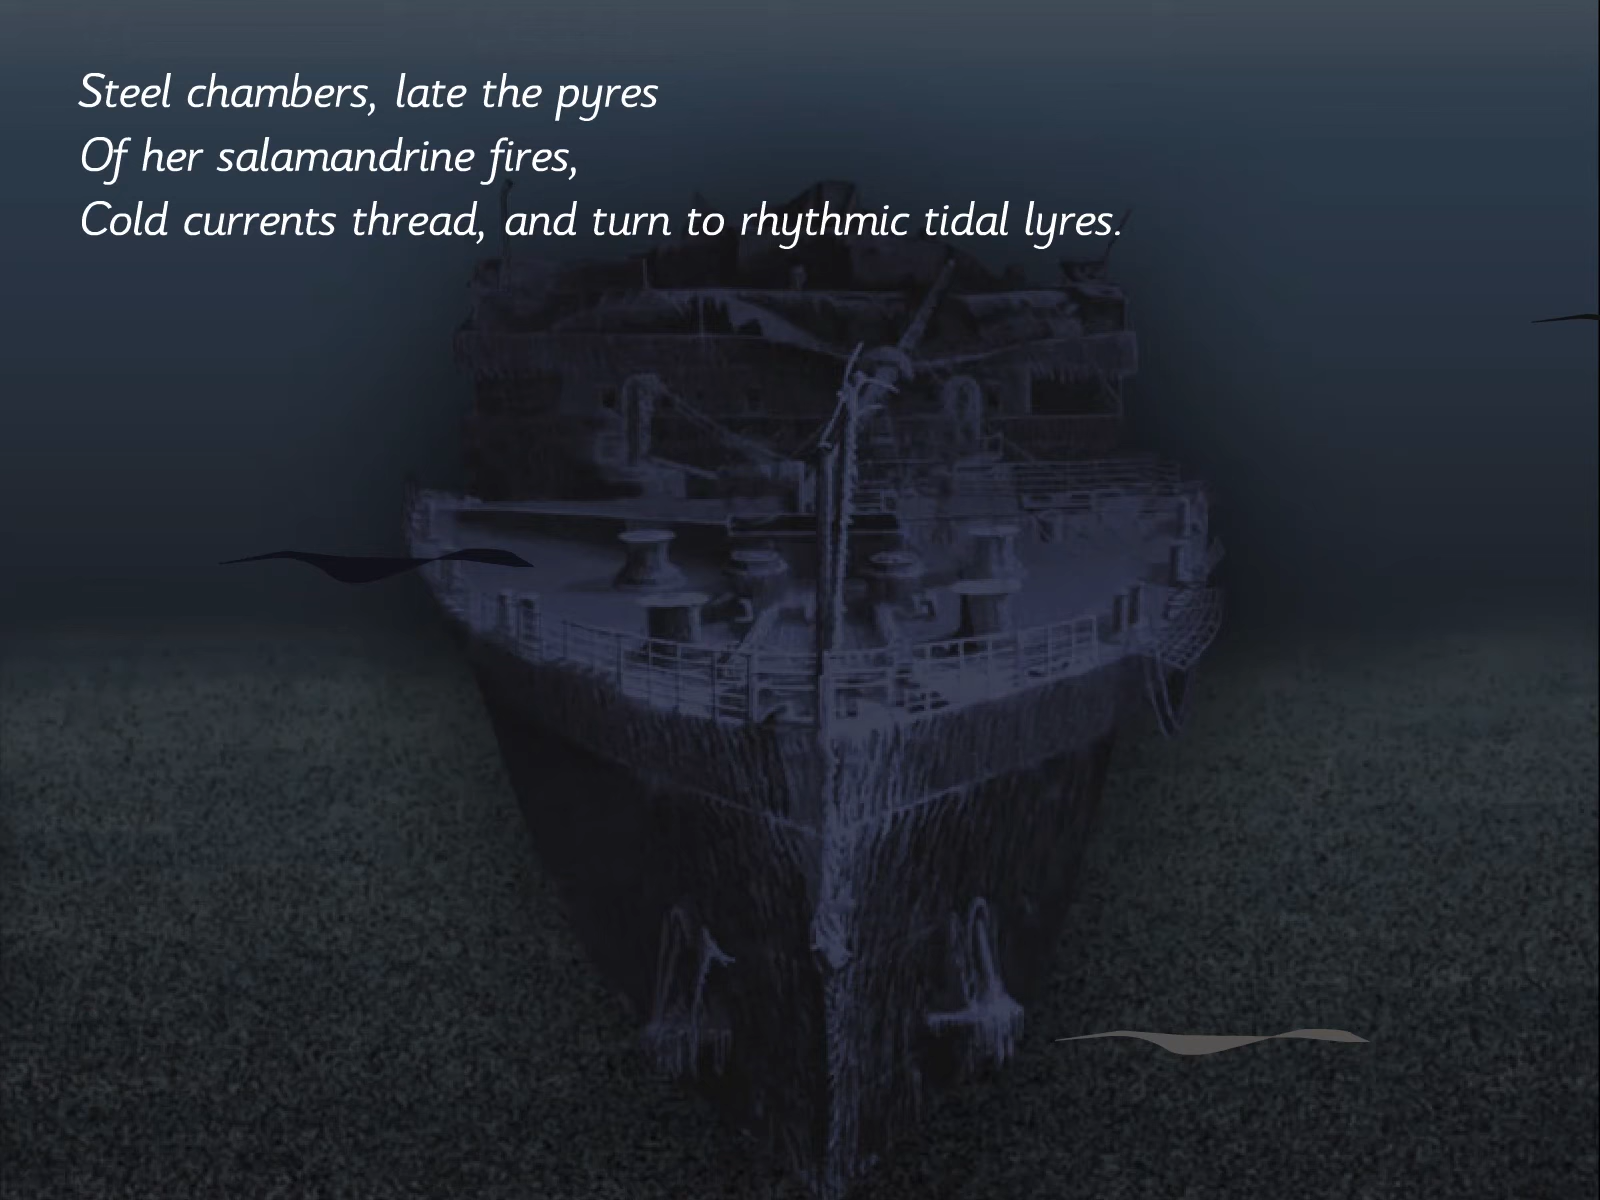 Steel chambers, late the pyres
Of her salamandrine fires,
Cold currents thread, and turn to rhythmic tidal lyres.